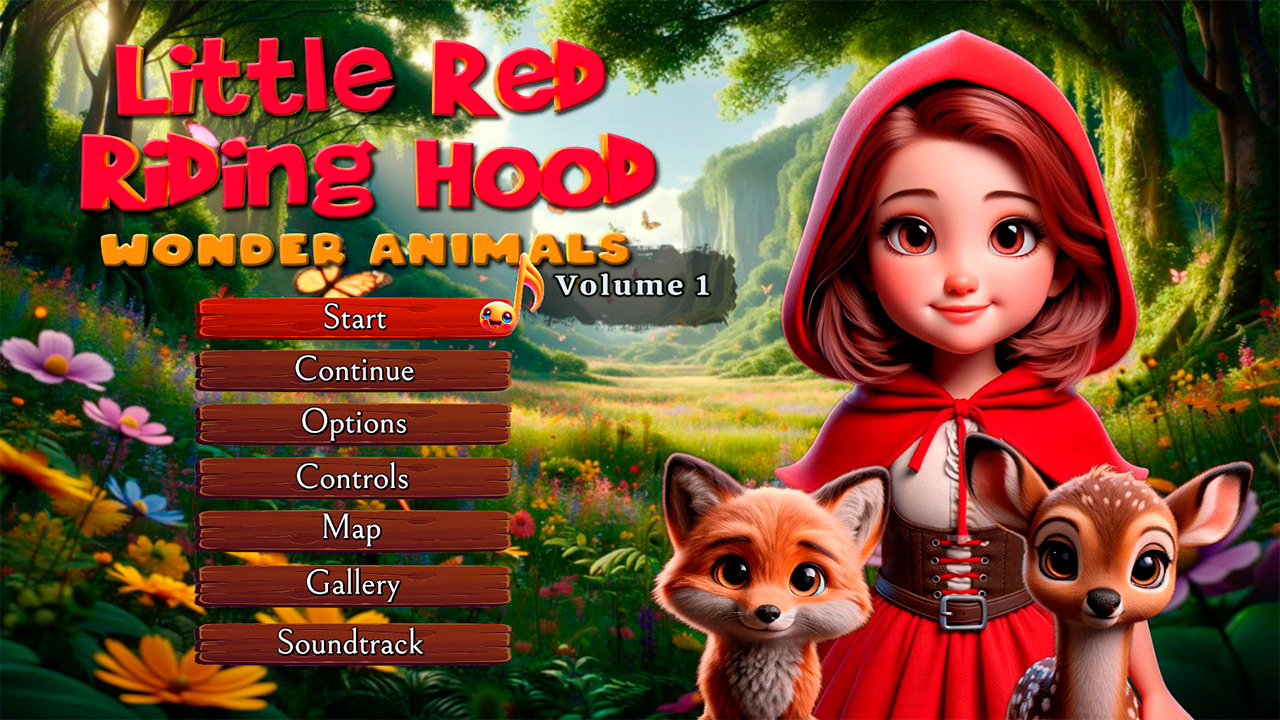 Little Red
Riding Hood
WONDER ANIMALS
Volume 1
Start
Continue
Options
Controls
Map
Gallery
Soundtrack